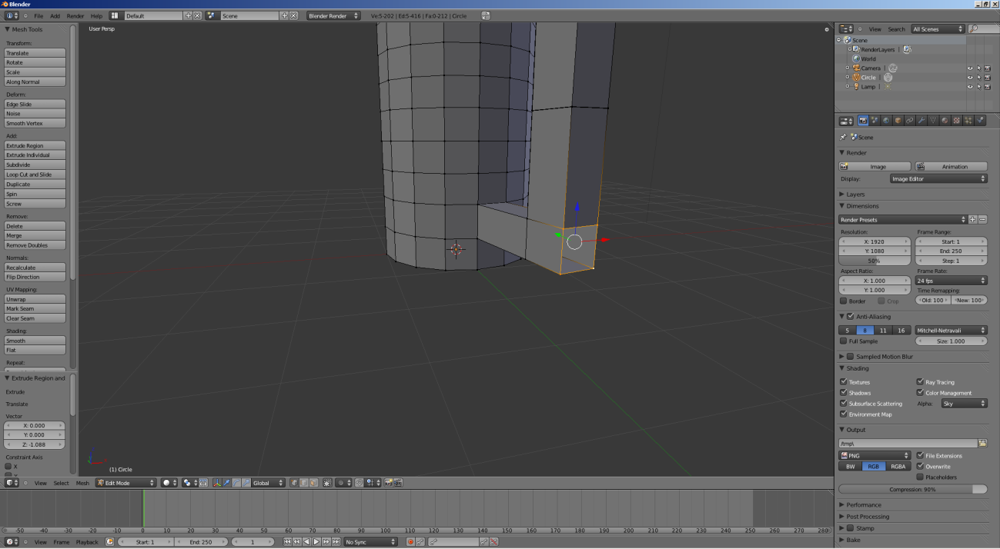 Blender
File Add Render Help Default Scene Blender Render Ve:5-202 | Ed:5-416 | Fa:0-212 | Circle
Mesh Tools
Transform:
Translate
Rotate
Scale
Along Normal
Deform:
Edge Slide
Noise
Smooth Vertex
Add:
Extrude Region
Extrude Individual
Subdivide
Loop Cut and Slide
Duplicate
Spin
Screw
Remove:
Delete
Merge
Remove Doubles
Normals:
Recalculate
Flip Direction
UV Mapping:
Unwrap
Mark Seam
Clear Seam
Shading:
Smooth
Flat
Repeat:
Extrude Region and
Extrude
Translate
Vector
X: 0.000
Y: 0.000
Z: -1.088
Constraint Axis
X
Y
User Persp
(1) Circle
View Select Mesh Edit Mode Global
-50 -40 -30 -20 -10 0 10 20 30 40 50 60 70 80 90 100 110 120 130 140 150 160 170 180 190 200 210 220 230 240 250 260 270 280
View Frame Playback Start: 1 End: 250 1 No Sync
View Search All Scenes
Scene
RenderLayers |
World
Camera |
Circle |
Lamp |
Scene
Render
Image Animation
Display: Image Editor
Layers
Dimensions
Render Presets
Resolution: Frame Range:
X: 1920 Start: 1
Y: 1080 End: 250
50% Step: 1
Aspect Ratio: Frame Rate:
X: 1.000 24 fps
Y: 1.000 Time Remapping:
Border Crop Old: 100 New: 100
Anti-Aliasing
5 8 11 16 Mitchell-Netravali
Full Sample Size: 1.000
Sampled Motion Blur
Shading
Textures Ray Tracing
Shadows Color Management
Subsurface Scattering Alpha: Sky
Environment Map
Output
/tmp\
PNG File Extensions
BW RGB RGBA Overwrite
Placeholders
Compression: 90%
Performance
Post Processing
Stamp
Bake